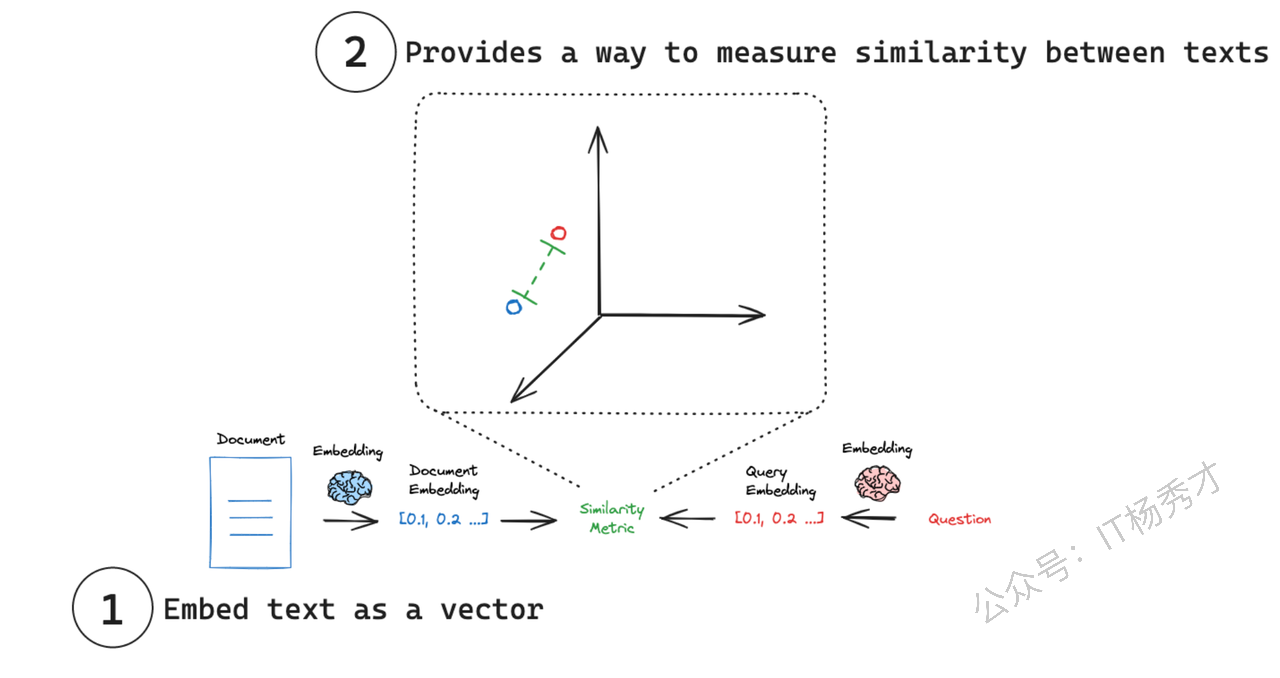 2
Provides a way to measure similarity between texts
Document
Embedding
Document
Embedding
[0.1, 0.2 ...]
Similarity
Metric
Query
Embedding
[0.1, 0.2 ...]
Embedding
Question
公众号：IT杨秀才
1
Embed text as a vector